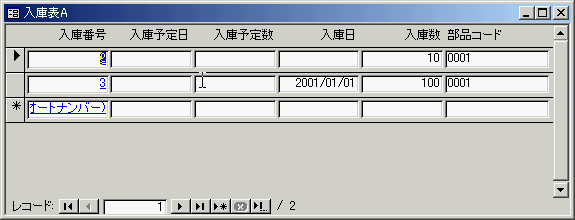 入庫表A
入庫番号 入庫予定日 入庫予定数 入庫日 入庫数 部品コード
2 10 0001
3 2001/01/01 100 0001
オートナンバー)
レコード: 1 / 2